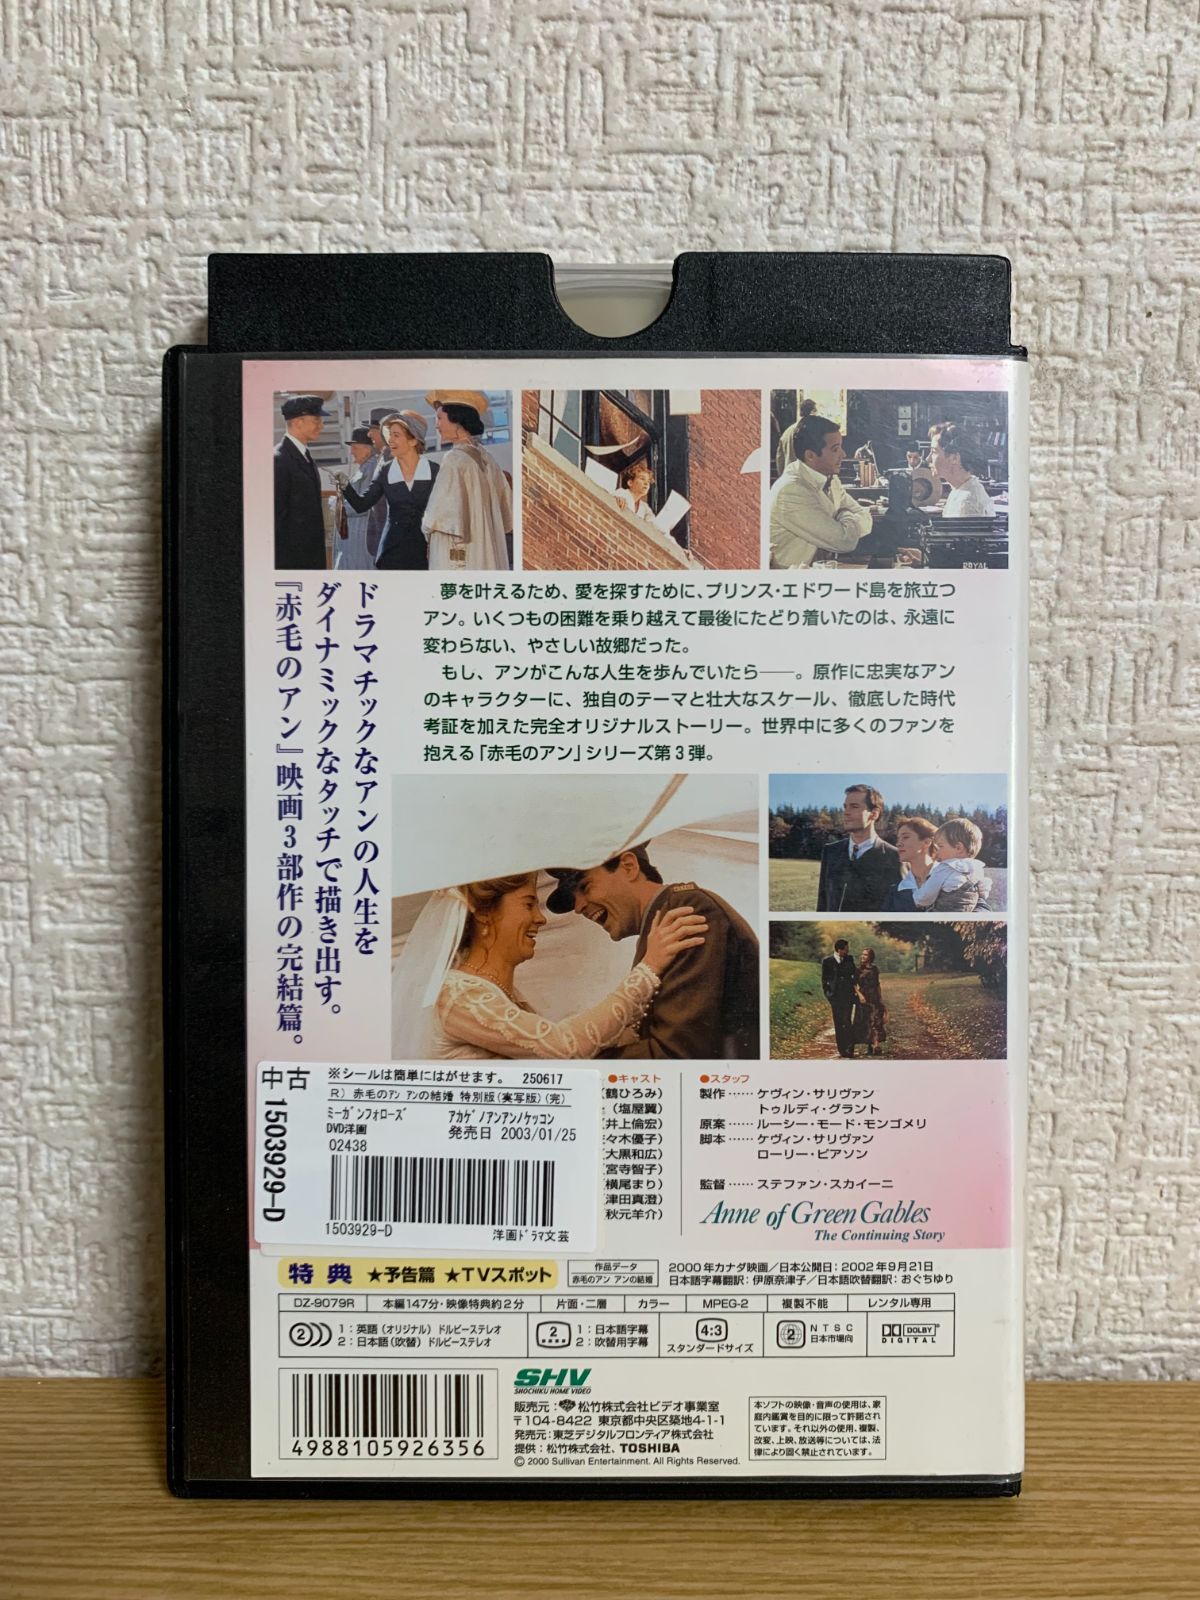 ROYAL
ドラマチックなアンの人生を
ダイナミックなタッチで描き出す。
『赤毛のアン』映画3部作の完結篇。
夢を叶えるため、愛を探すために、プリンス・エドワード島を旅立つ
アン。いくつもの困難を乗り越えて最後にたどり着いたのは、永遠に
変わらない、やさしい故郷だった。
もし、アンがこんな人生を歩んでいたら──。原作に忠実なアン
のキャラクターに、独自のテーマと壮大なスケール、徹底した時代
考証を加えた完全オリジナルストーリー。世界中に多くのファンを
抱える「赤毛のアン」シリーズ第3弾。
中古 1503929-D
※シールは簡単にはがせます。 250617
R) 赤毛のアン アンの結婚 特別版(実写版)(完)
ミーガンフォローズ アカゲノアンアンノケッコン
DVD洋画 発売日 2003/01/25
02438
1503929-D 洋画ドラマ文芸
●キャスト
(鶴ひろみ)
(塩屋翼)
(井上倫宏)
々木優子)
(大黒和広)
(宮寺智子)
(横尾まり)
(津田真澄)
(秋元羊介)
●スタッフ
製作……ケヴィン・サリヴァン
トゥルディ・グラント
原案……ルーシー・モード・モンゴメリ
脚本……ケヴィン・サリヴァン
ローリー・ピアソン
監督……ステファン・スカイーニ
Anne of Green Gables
The Continuing Story
特典 ★予告篇 ★TVスポット
作品データ
赤毛のアン アンの結婚
2000年カナダ映画/日本公開日:2002年9月21日
日本語字幕翻訳:伊原奈津子/日本語吹替翻訳:おぐちゆり
DZ-9079R 本編147分・映像特典約2分 片面・二層 カラー MPEG-2 複製不能 レンタル専用
2 1:英語(オリジナル)ドルビーステレオ
2:日本語(吹替)ドルビーステレオ
2 1:日本語字幕
2:吹替用字幕
4:3
スタンダードサイズ
2 NTSC
日本市場向
DOLBY
DIGITAL
4988105926356
SHV
SHOCHIKU HOME VIDEO
販売元:松竹株式会社ビデオ事業室
〒104-8422 東京都中央区築地4-1-1
発売元:東芝デジタルフロンティア株式会社
提供:松竹株式会社、TOSHIBA
© 2000 Sullivan Entertainment. All Rights Reserved.
本ソフトの映像・音声の使用は、家
庭内鑑賞を目的に限って許諾され
ています。それ以外の使用、複製、
改変、上映、放送等については、法
律により固く禁止されています。